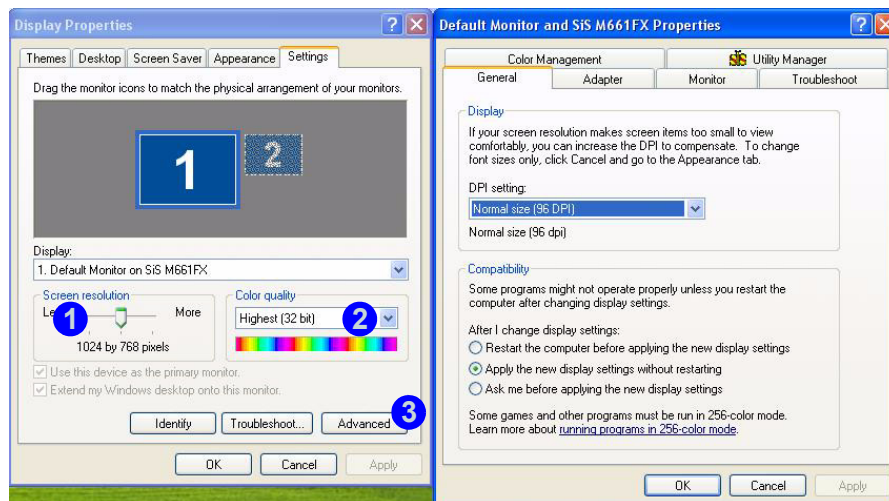 Display Properties
Themes
Desktop
Screen Saver
Appearance
Settings
Drag the monitor icons to match the physical arrangement of your monitors.
1
2
Display:
1. Default Monitor on SiS M661FX
Screen resolution
1
More
1024 by 768 pixels
Color quality
Highest (32 bit)
2
Use this device as the primary monitor.
Extend my Windows desktop onto this monitor.
Identify
Troubleshoot...
Advanced
3
OK
Cancel
Apply
Default Monitor and SiS M661FX Properties
Color Management
SiS
Utility Manager
General
Adapter
Monitor
Troubleshoot
Display
If your screen resolution makes screen items too small to view
comfortably, you can increase the DPI to compensate. To change
font sizes only, click Cancel and go to the Appearance tab.
DPI setting:
Normal size (96 DPI)
Normal size (96 dpi)
Compatibility
Some programs might not operate properly unless you restart the
computer after changing display settings.
After I change display settings:
Restart the computer before applying the new display settings
Apply the new display settings without restarting
Ask me before applying the new display settings
Some games and other programs must be run in 256-color mode.
Learn more about running programs in 256-color mode.
OK
Cancel
Apply